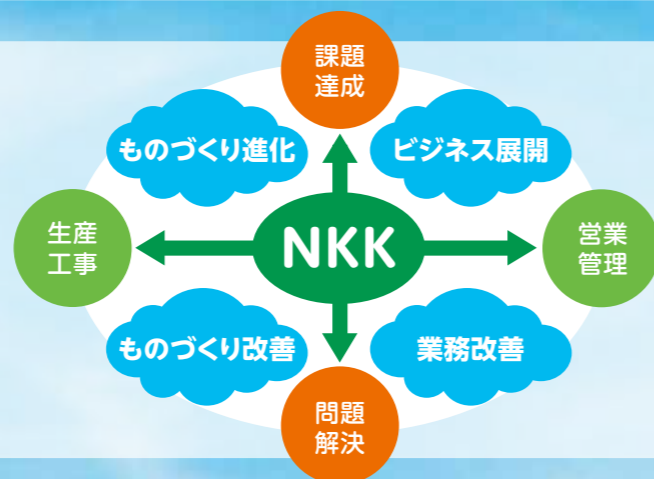 課題
達成
ものづくり進化
ビジネス展開
生産
工事
NKK
営業
管理
ものづくり改善
業務改善
問題
解決